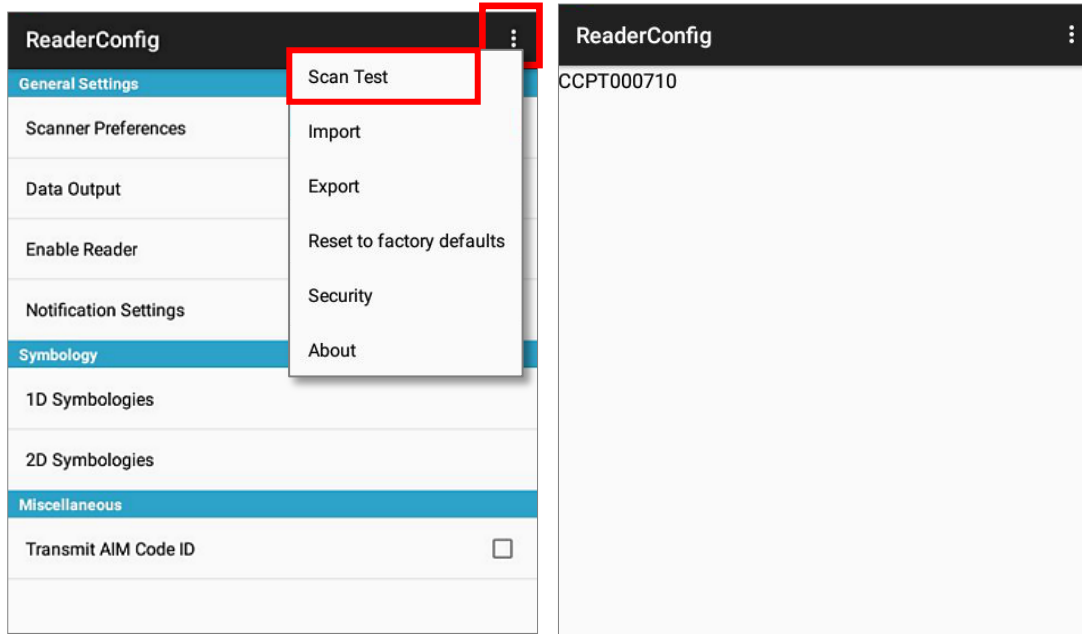 ReaderConfig
General Settings
Scanner Preferences
Data Output
Enable Reader
Notification Settings
Symbology
1D Symbologies
2D Symbologies
Miscellaneous
Transmit AIM Code ID
Scan Test
Import
Export
Reset to factory defaults
Security
About
ReaderConfig
CCPT000710